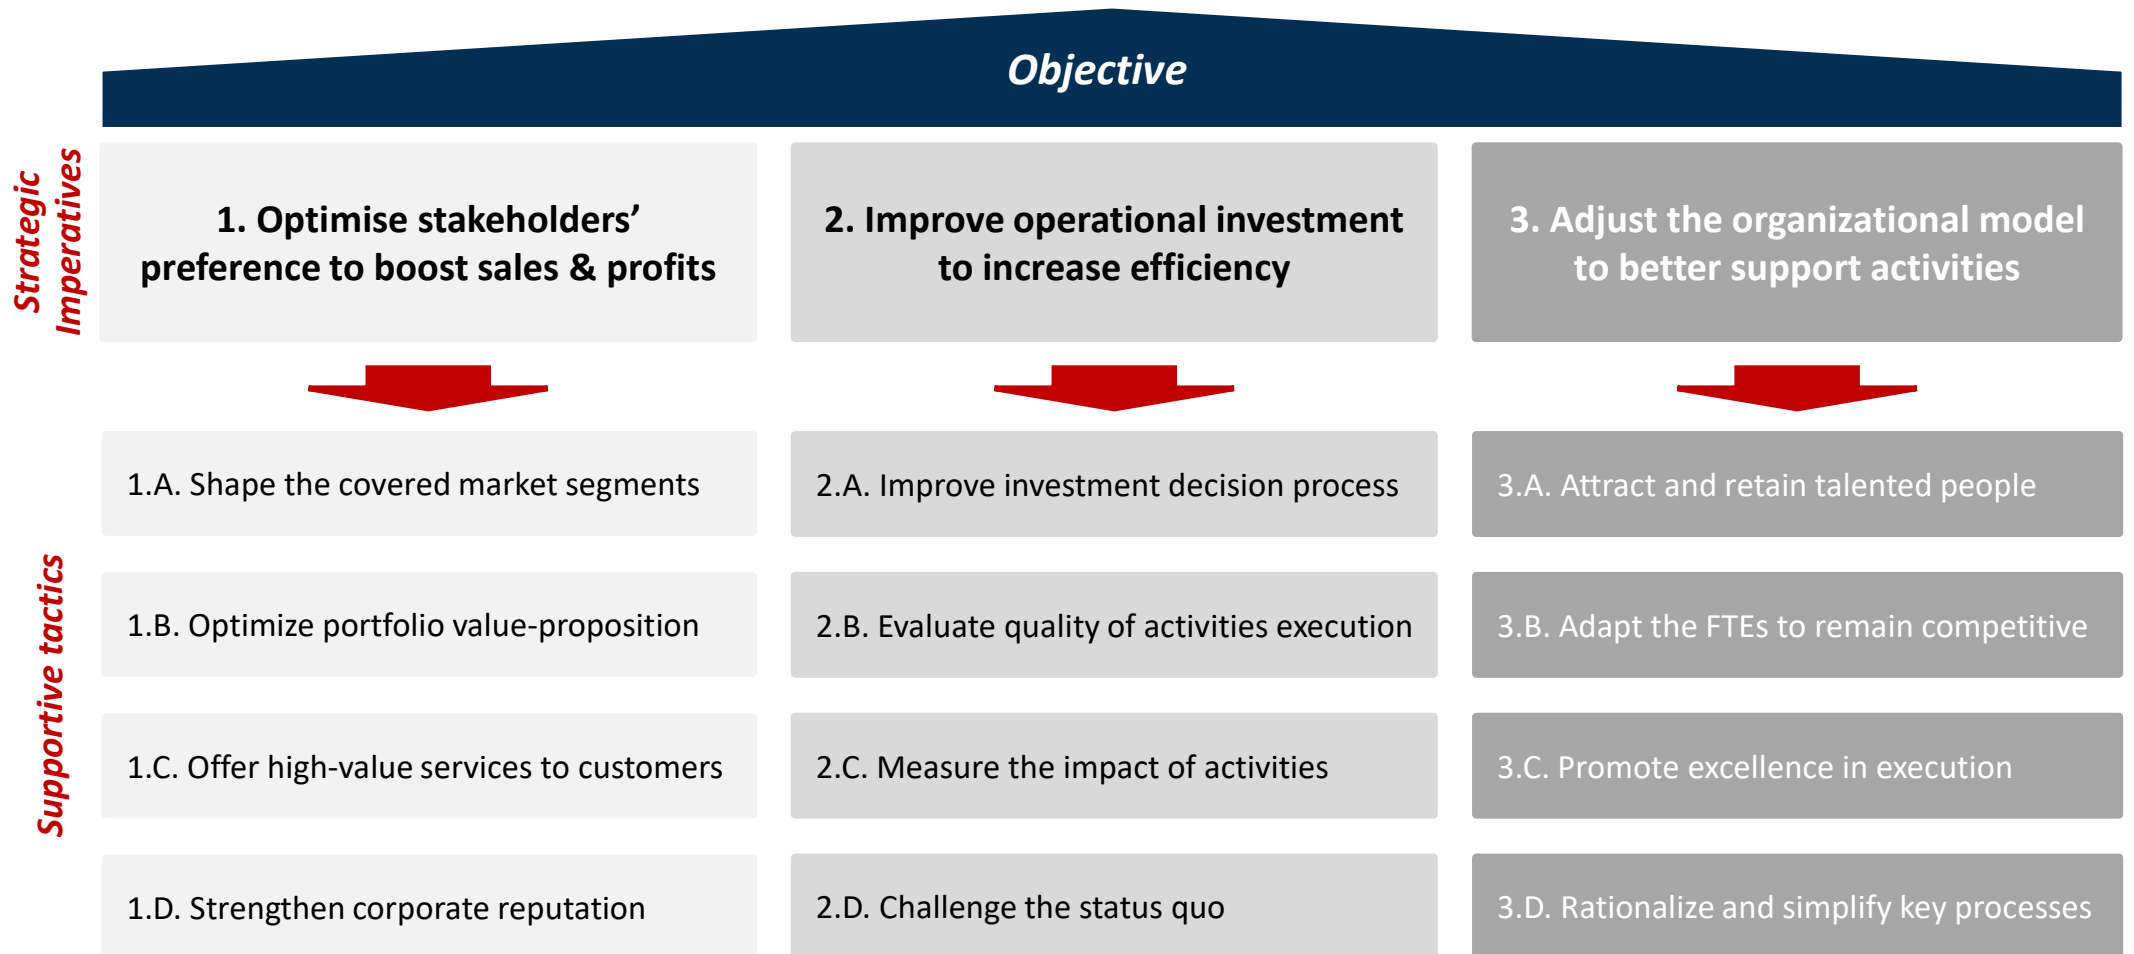 Objective
Strategic
Imperatives
1. Optimise stakeholders’
preference to boost sales & profits
2. Improve operational investment
to increase efficiency
3. Adjust the organizational model
to better support activities
Supportive tactics
1.A. Shape the covered market segments
2.A. Improve investment decision process
3.A. Attract and retain talented people
1.B. Optimize portfolio value-proposition
2.B. Evaluate quality of activities execution
3.B. Adapt the FTEs to remain competitive
1.C. Offer high-value services to customers
2.C. Measure the impact of activities
3.C. Promote excellence in execution
1.D. Strengthen corporate reputation
2.D. Challenge the status quo
3.D. Rationalize and simplify key processes